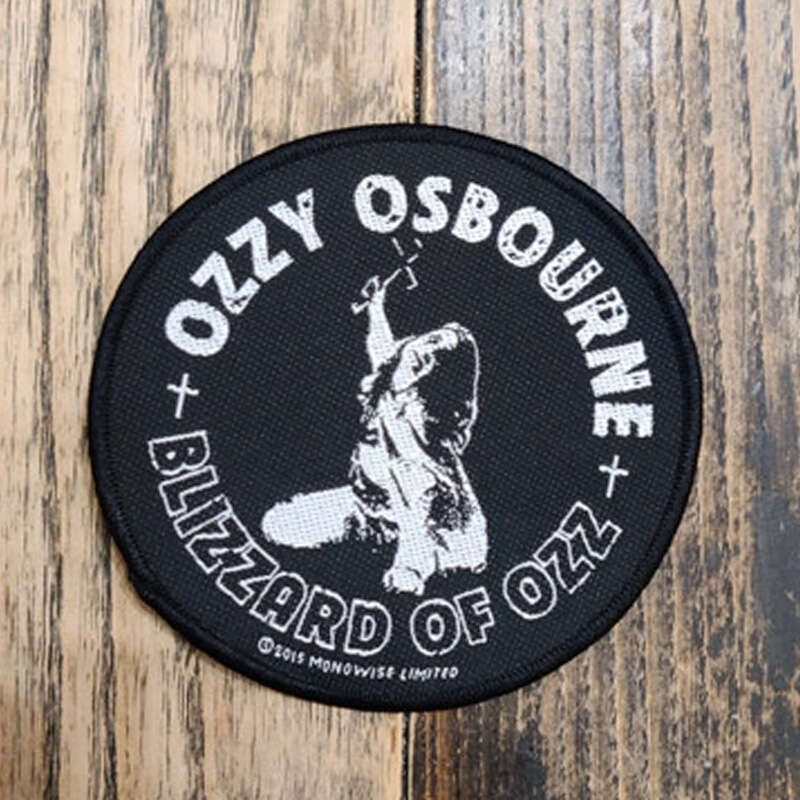 OZZY OSBOURNE
BLIZZARD OF OZZ
©2015 MONOWISE LIMITED